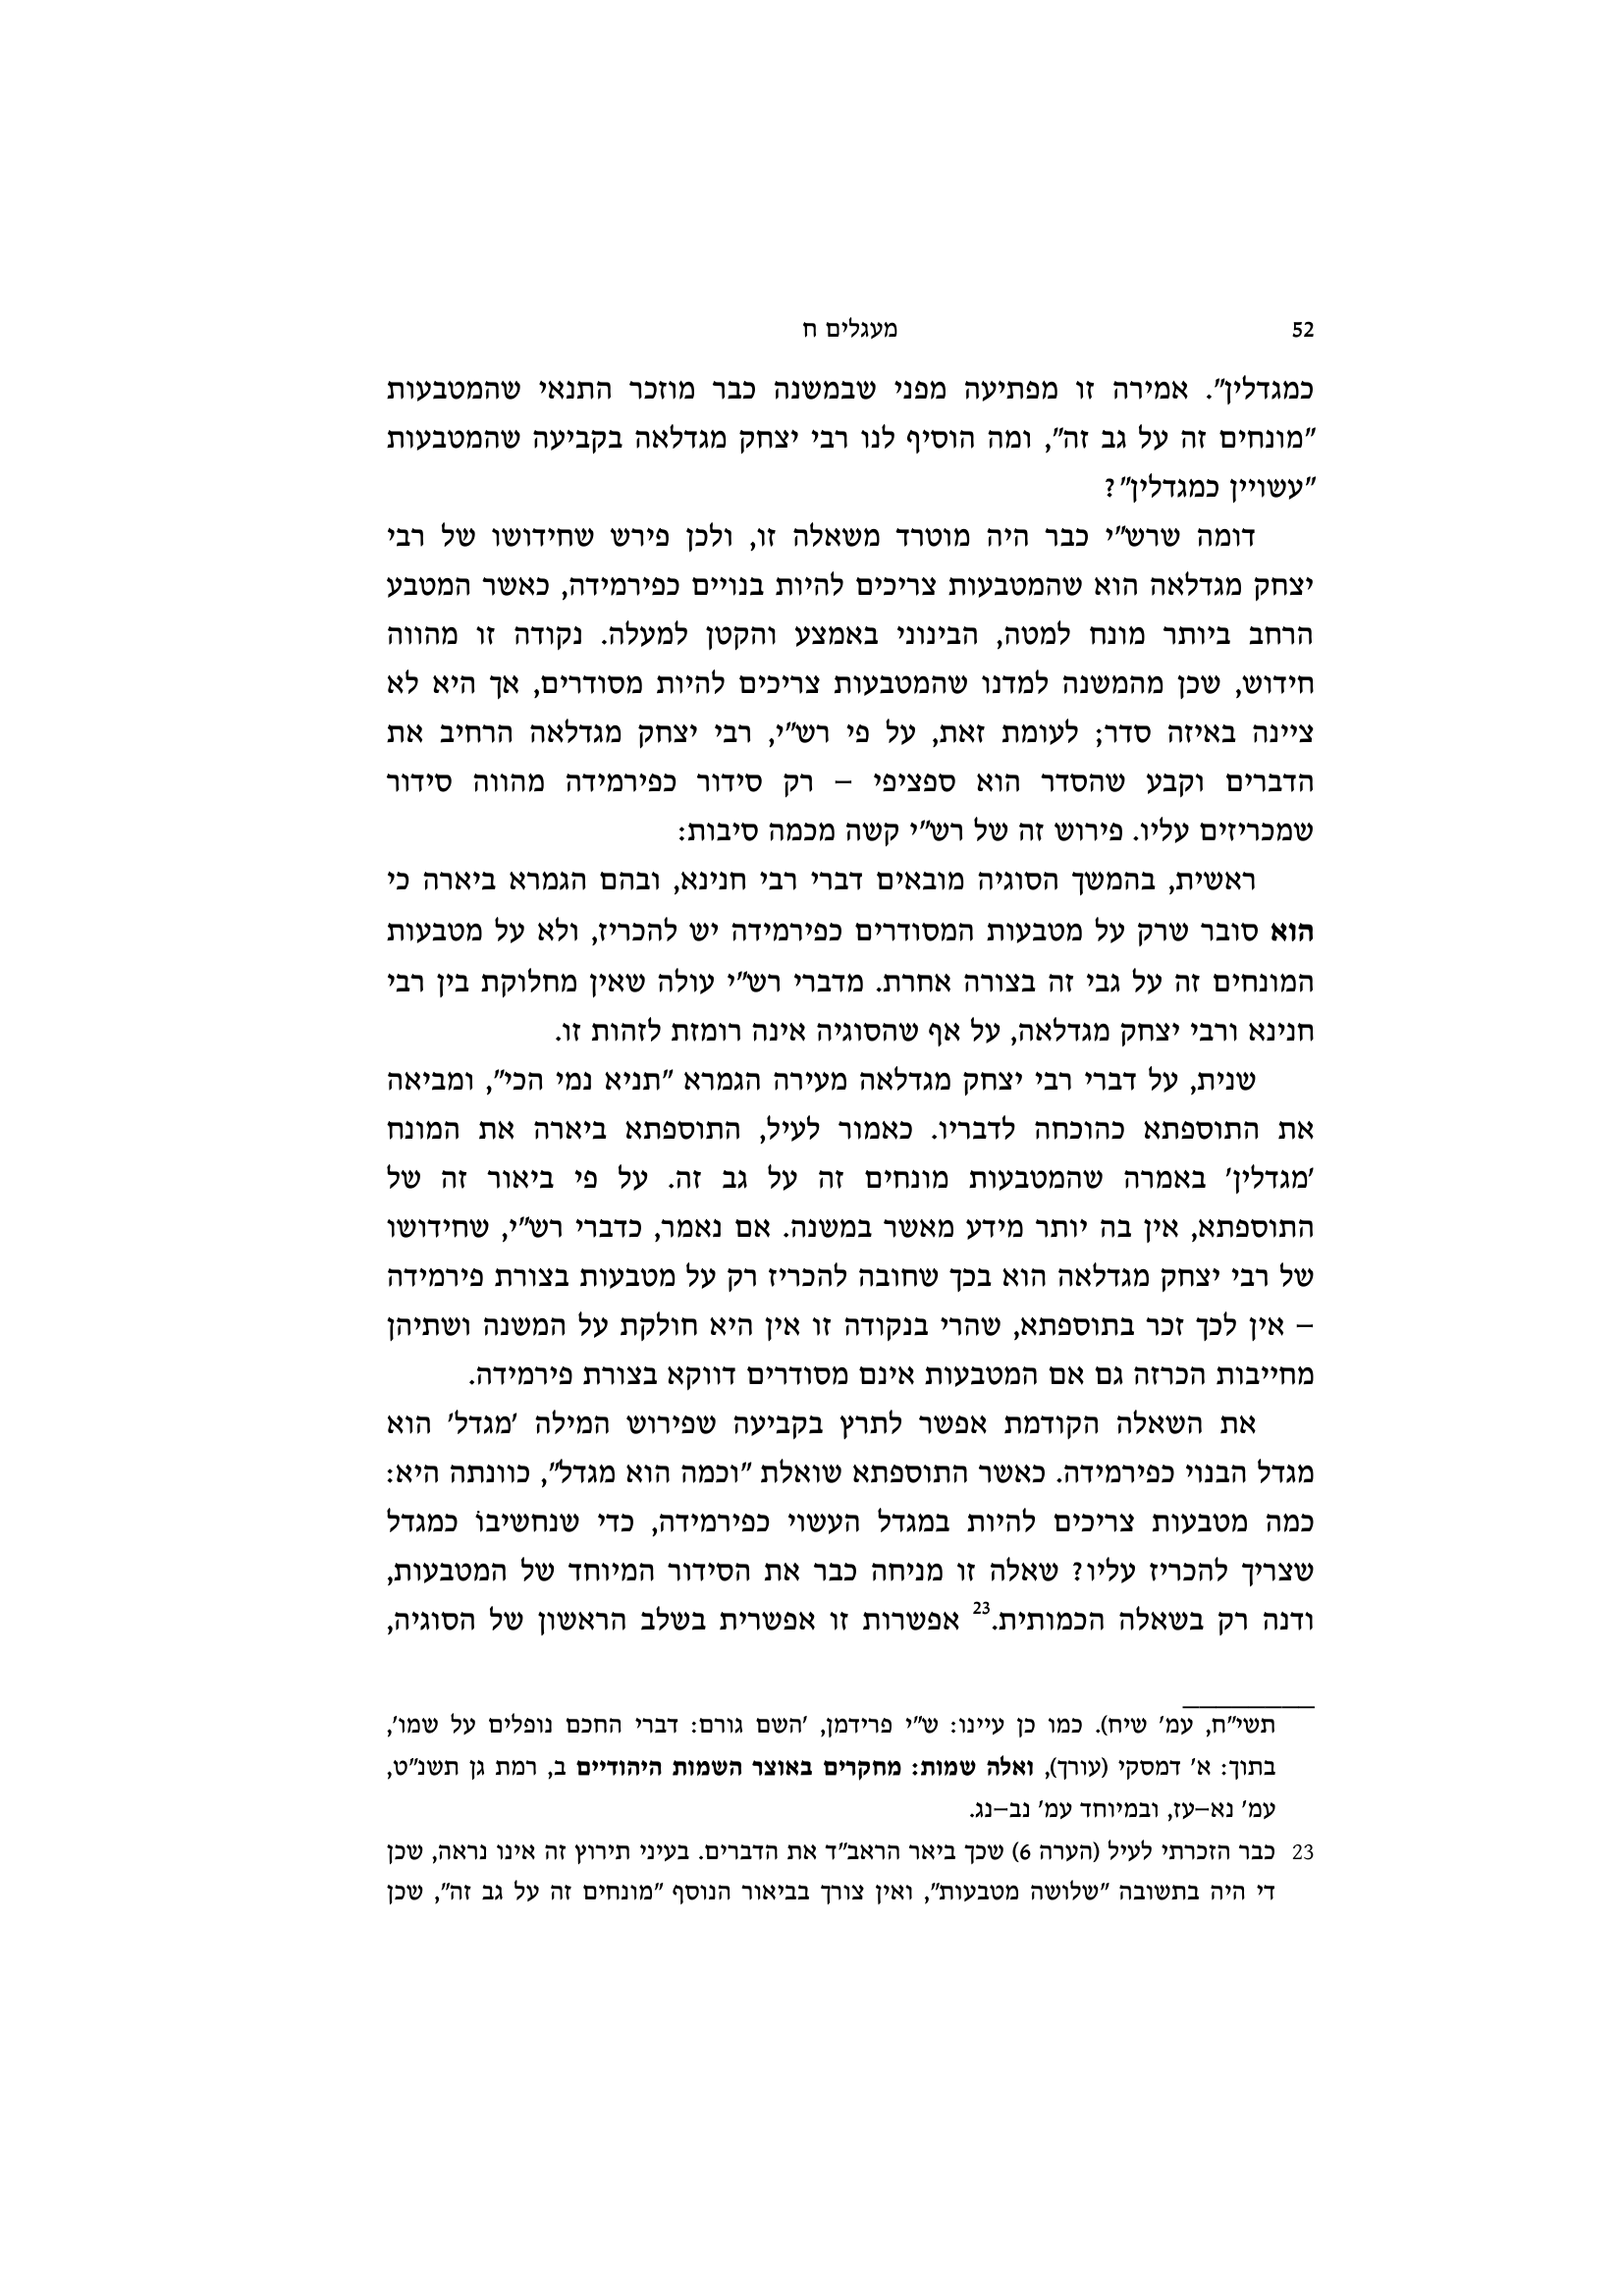 52 מעגלים ח
כמגדלין". אמירה זו מפתיעה מפני שבמשנה כבר מוזכר התנאי שהמטבעות
"מונחים זה על גב זה", ומה הוסיף לנו רבי יצחק מגדלאה בקביעה שהמטבעות
"עשויין כמגדלין"?
דומה שרש"י כבר היה מוטרד משאלה זו, ולכן פירש שחידושו של רבי
יצחק מגדלאה הוא שהמטבעות צריכים להיות בנויים כפירמידה, כאשר המטבע
הרחב ביותר מונח למטה, הבינוני באמצע והקטן למעלה. נקודה זו מהווה
חידוש, שכן מהמשנה למדנו שהמטבעות צריכים להיות מסודרים, אך היא לא
ציינה באיזה סדר; לעומת זאת, על פי רש"י, רבי יצחק מגדלאה הרחיב את
הדברים וקבע שהסדר הוא ספציפי – רק סידור כפירמידה מהווה סידור
שמכריזים עליו. פירוש זה של רש"י קשה מכמה סיבות:
ראשית, בהמשך הסוגיה מובאים דברי רבי חנינא, ובהם הגמרא ביארה כי
הוא סובר שרק על מטבעות המסודרים כפירמידה יש להכריז, ולא על מטבעות
המונחים זה על גבי זה בצורה אחרת. מדברי רש"י עולה שאין מחלוקת בין רבי
חנינא ורבי יצחק מגדלאה, על אף שהסוגיה אינה רומזת לזהות זו.
שנית, על דברי רבי יצחק מגדלאה מעירה הגמרא "תניא נמי הכי", ומביאה
את התוספתא כהוכחה לדבריו. כאמור לעיל, התוספתא ביארה את המונח
'מגדלין' באמרה שהמטבעות מונחים זה על גב זה. על פי ביאור זה של
התוספתא, אין בה יותר מידע מאשר במשנה. אם נאמר, כדברי רש"י, שחידושו
של רבי יצחק מגדלאה הוא בכך שחובה להכריז רק על מטבעות בצורת פירמידה
– אין לכך זכר בתוספתא, שהרי בנקודה זו אין היא חולקת על המשנה ושתיהן
מחייבות הכרזה גם אם המטבעות אינם מסודרים דווקא בצורת פירמידה.
את השאלה הקודמת אפשר לתרץ בקביעה שפירוש המילה 'מגדל' הוא
מגדל הבנוי כפירמידה. כאשר התוספתא שואלת "וכמה הוא מגדל", כוונתה היא:
כמה מטבעות צריכים להיות במגדל העשוי כפירמידה, כדי שנחשיבוֹ כמגדל
שצריך להכריז עליו? שאלה זו מניחה כבר את הסידור המיוחד של המטבעות,
ודנה רק בשאלה הכמותית.23 אפשרות זו אפשרית בשלב הראשון של הסוגיה,
תשי"ח, עמ' שיח). כמו כן עיינו: ש"י פרידמן, 'השם גורם: דברי החכם נופלים על שמו',
בתוך: א' דמסקי (עורך), ואלה שמות: מחקרים באוצר השמות היהודיים ב, רמת גן תשנ"ט,
עמ' נא–עז, ובמיוחד עמ' נב–נג.
23 כבר הזכרתי לעיל (הערה 6) שכך ביאר הראב"ד את הדברים. בעיני תירוץ זה אינו נראה, שכן
די היה בתשובה "שלושה מטבעות", ואין צורך בביאור הנוסף "מונחים זה על גב זה", שכן